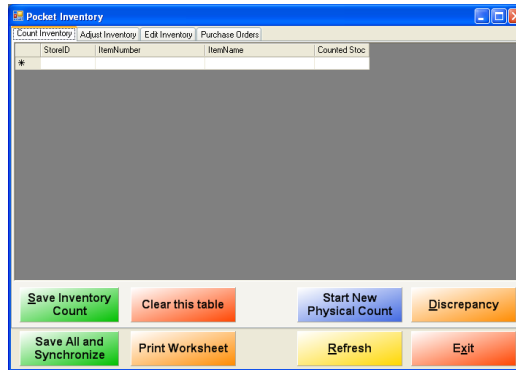 Pocket Inventory
Count Inventory Adjust Inventory Edit Inventory Purchase Orders
StoreID ItemNumber ItemName Counted Stoc
Save Inventory Count
Clear this table
Start New Physical Count
Discrepancy
Save All and Synchronize
Print Worksheet
Refresh
Exit